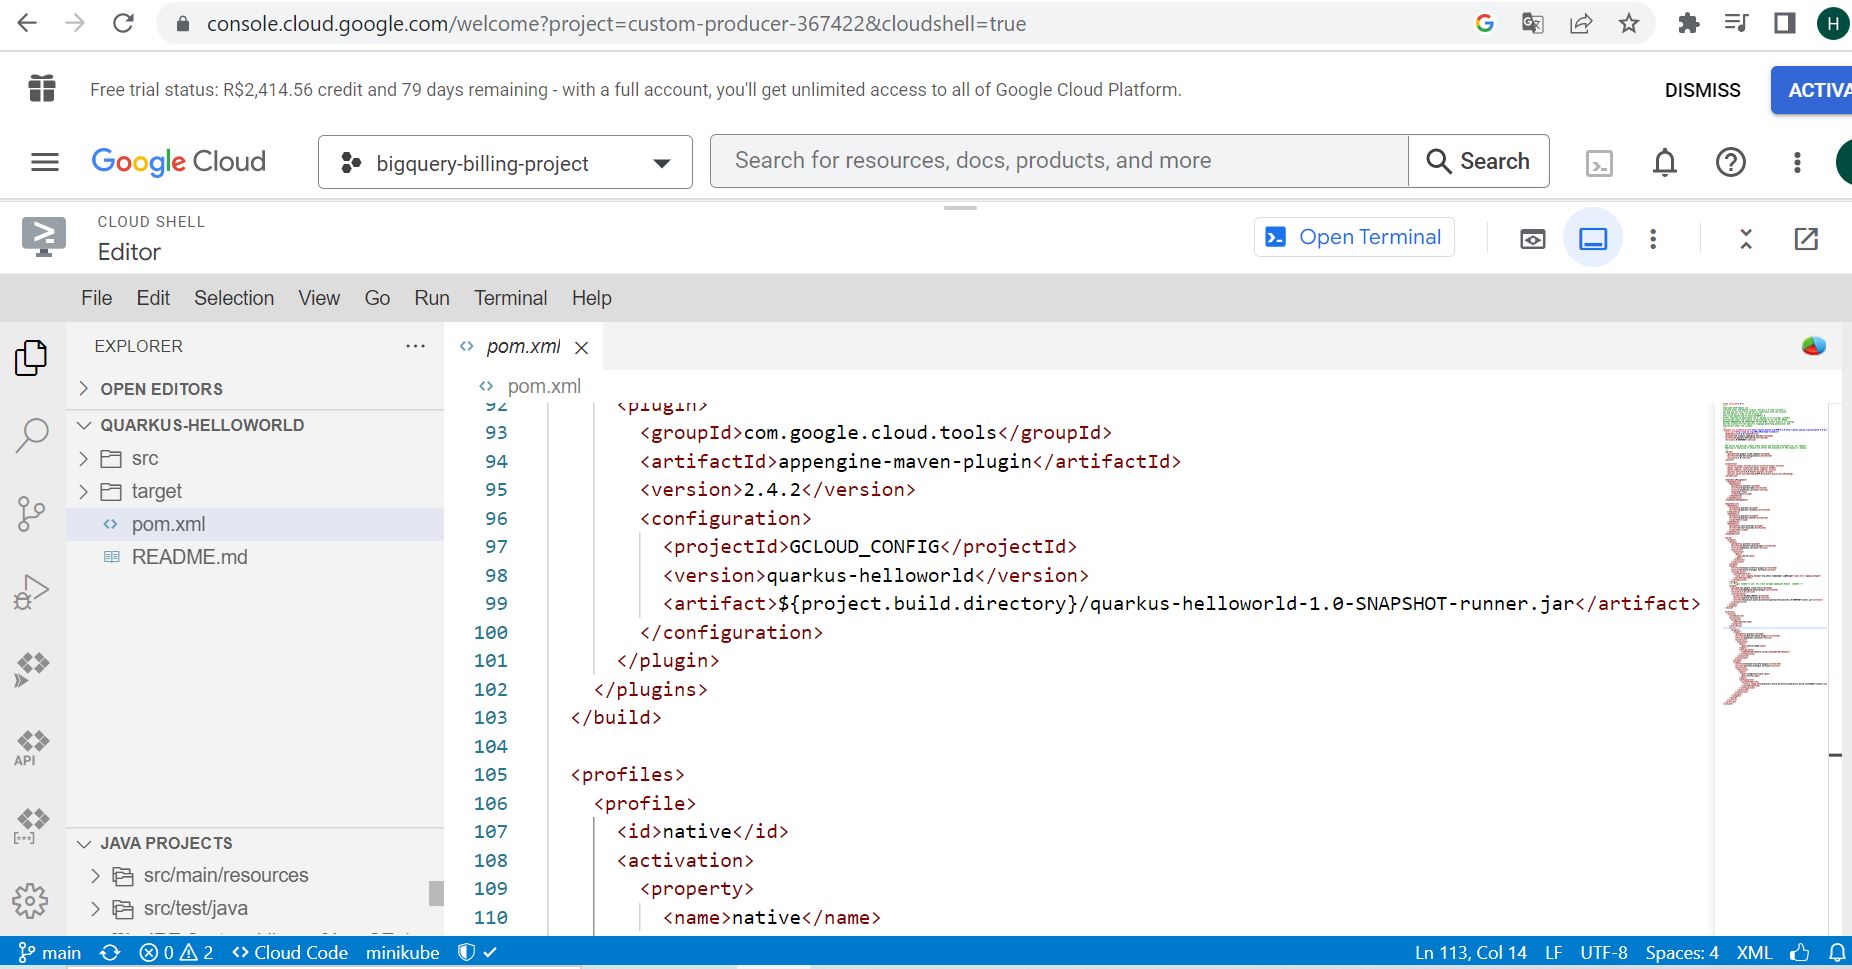 console.cloud.google.com/welcome?project=custom-producer-367422&cloudshell=true
H
Free trial status: R$2,414.56 credit and 79 days remaining - with a full account, you'll get unlimited access to all of Google Cloud Platform.
DISMISS
ACTIVA
Google Cloud
bigquery-billing-project
Search for resources, docs, products, and more
Search
CLOUD SHELL
Editor
Open Terminal
File Edit Selection View Go Run Terminal Help
EXPLORER
OPEN EDITORS
QUARKUS-HELLOWORLD
src
target
pom.xml
README.md
API
JAVA PROJECTS
src/main/resources
src/test/java
pom.xml
pom.xml
92 <plugin>
93 <groupId>com.google.cloud.tools</groupId>
94 <artifactId>appengine-maven-plugin</artifactId>
95 <version>2.4.2</version>
96 <configuration>
97 <projectId>GCLOUD_CONFIG</projectId>
98 <version>quarkus-helloworld</version>
99 <artifact>${project.build.directory}/quarkus-helloworld-1.0-SNAPSHOT-runner.jar</artifact>
100 </configuration>
101 </plugin>
102 </plugins>
103 </build>
104
105 <profiles>
106 <profile>
107 <id>native</id>
108 <activation>
109 <property>
110 <name>native</name>
main 0 2 Cloud Code minikube
Ln 113, Col 14 LF UTF-8 Spaces: 4 XML